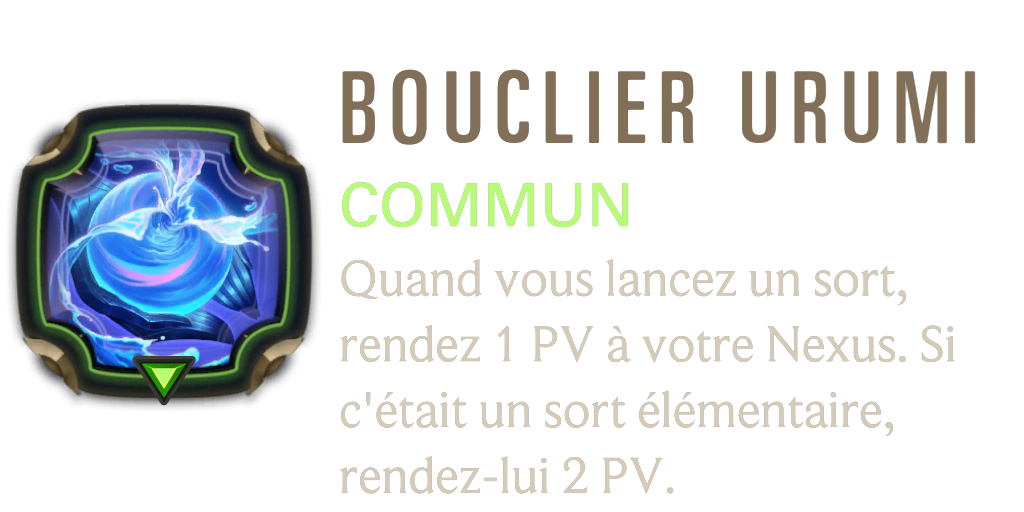 BOUCLIER URUMI
COMMUN
Quand vous lancez un sort,
rendez 1 PV à votre Nexus. Si
c'était un sort élémentaire,
rendez-lui 2 PV.